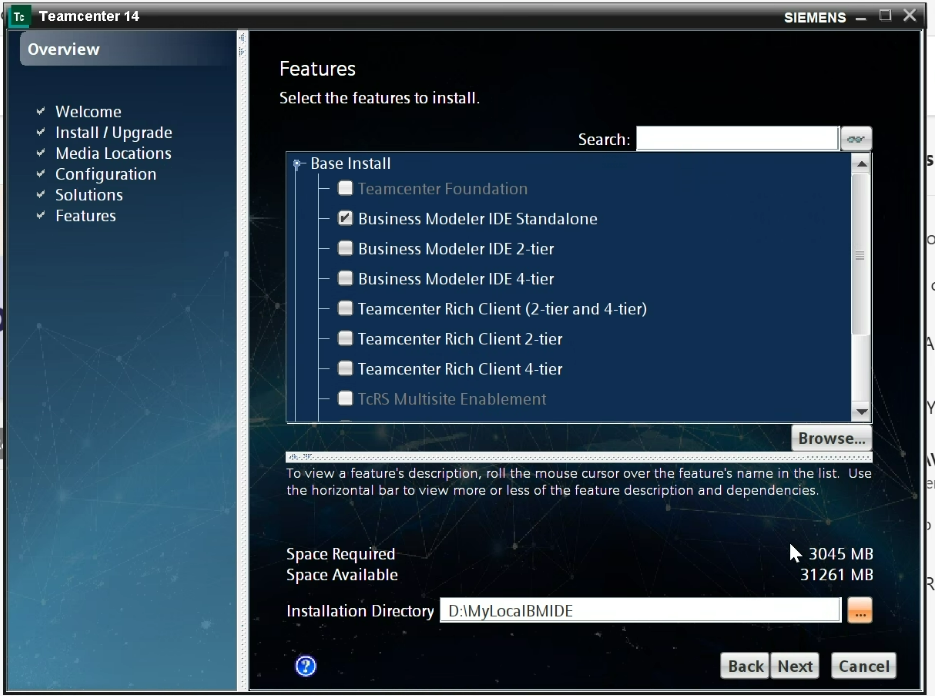 Tc Teamcenter 14
SIEMENS
Overview
Welcome
Install / Upgrade
Media Locations
Configuration
Solutions
Features
Features
Select the features to install.
Search:
Base Install
Teamcenter Foundation
Business Modeler IDE Standalone
Business Modeler IDE 2-tier
Business Modeler IDE 4-tier
Teamcenter Rich Client (2-tier and 4-tier)
Teamcenter Rich Client 2-tier
Teamcenter Rich Client 4-tier
TcRS Multisite Enablement
Browse...
To view a feature's description, roll the mouse cursor over the feature's name in the list. Use
the horizontal bar to view more or less of the feature description and dependencies.
Space Required 3045 MB
Space Available 31261 MB
Installation Directory D:\MyLocalBMIDE ...
? Back Next Cancel